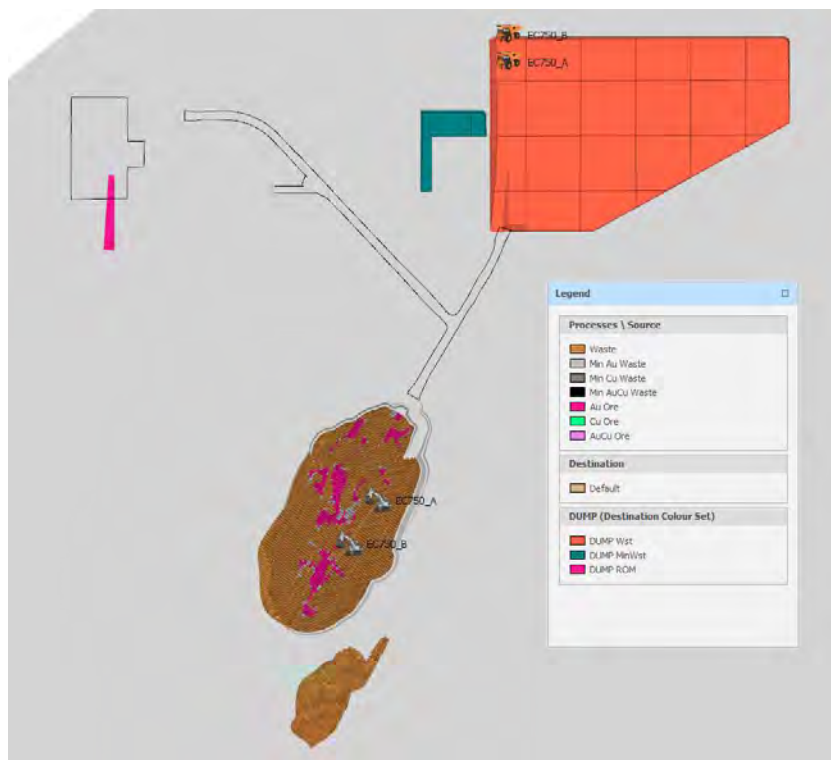 EC750_B
EC750_A
Legend
Processes \ Source
Waste
Min Au Waste
Min Cu Waste
Min AuCu Waste
Au Ore
Cu Ore
AuCu Ore
Destination
Default
DUMP (Destination Colour Set)
DUMP Wst
DUMP MinWst
DUMP ROM
EC750_A
EC750_B